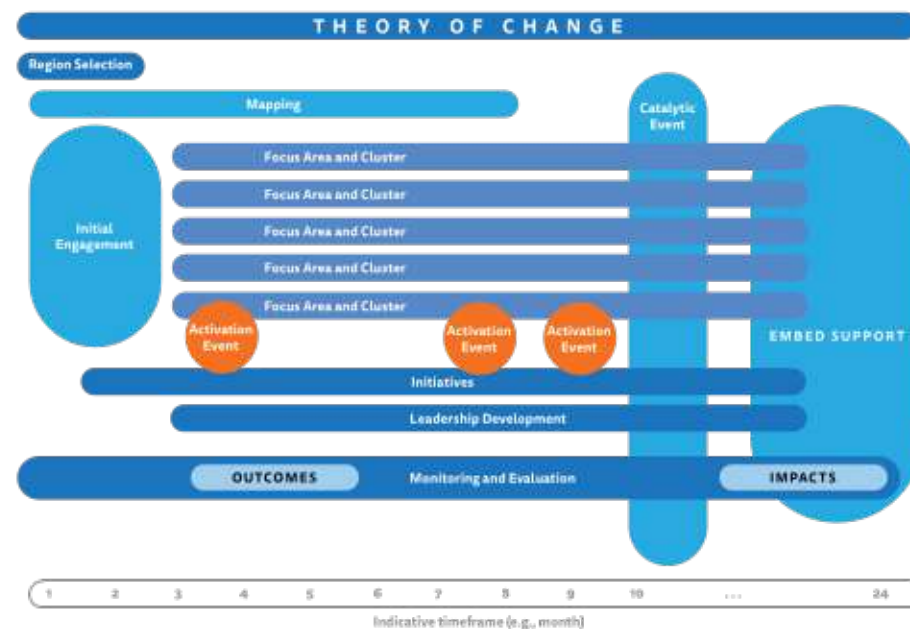 THEORY OF CHANGE
Region Selection
Mapping
Catalytic
Event
Focus Area and Cluster
Focus Area and Cluster
Initial
Engagement
Focus Area and Cluster
Focus Area and Cluster
Focus Area and Cluster
Activation
Event
Activation
Event
Activation
Event
EMBED SUPPORT
Initiatives
Leadership Development
OUTCOMES
Monitoring and Evaluation
IMPACTS
1 2 3 4 5 6 7 8 9 10 ... 24
Indicative timeframe (e.g., month)